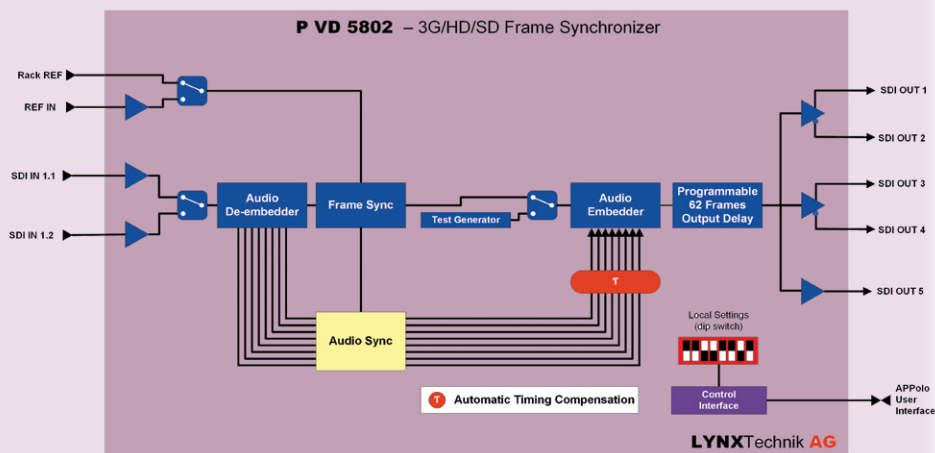 P VD 5802 – 3G/HD/SD Frame Synchronizer
Rack REF
REF IN
SDI IN 1.1
SDI IN 1.2
Audio
De-embedder
Frame Sync
Test Generator
Audio
Embedder
Programmable
62 Frames
Output Delay
SDI OUT 1
SDI OUT 2
SDI OUT 3
SDI OUT 4
SDI OUT 5
T
Audio Sync
Local Settings
(dip switch)
Control
Interface
APPolo
User
Interface
T Automatic Timing Compensation
LYNXTechnik AG